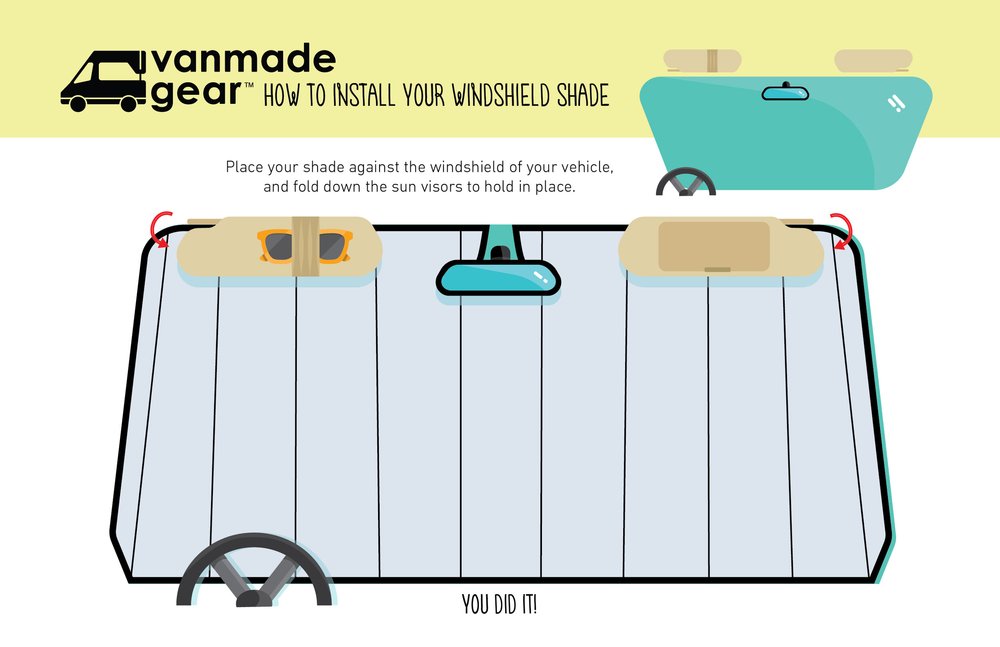 vanmade
gear™ HOW TO INSTALL YOUR WINDSHIELD SHADE
Place your shade against the windshield of your vehicle,
and fold down the sun visors to hold in place.
YOU DID IT!